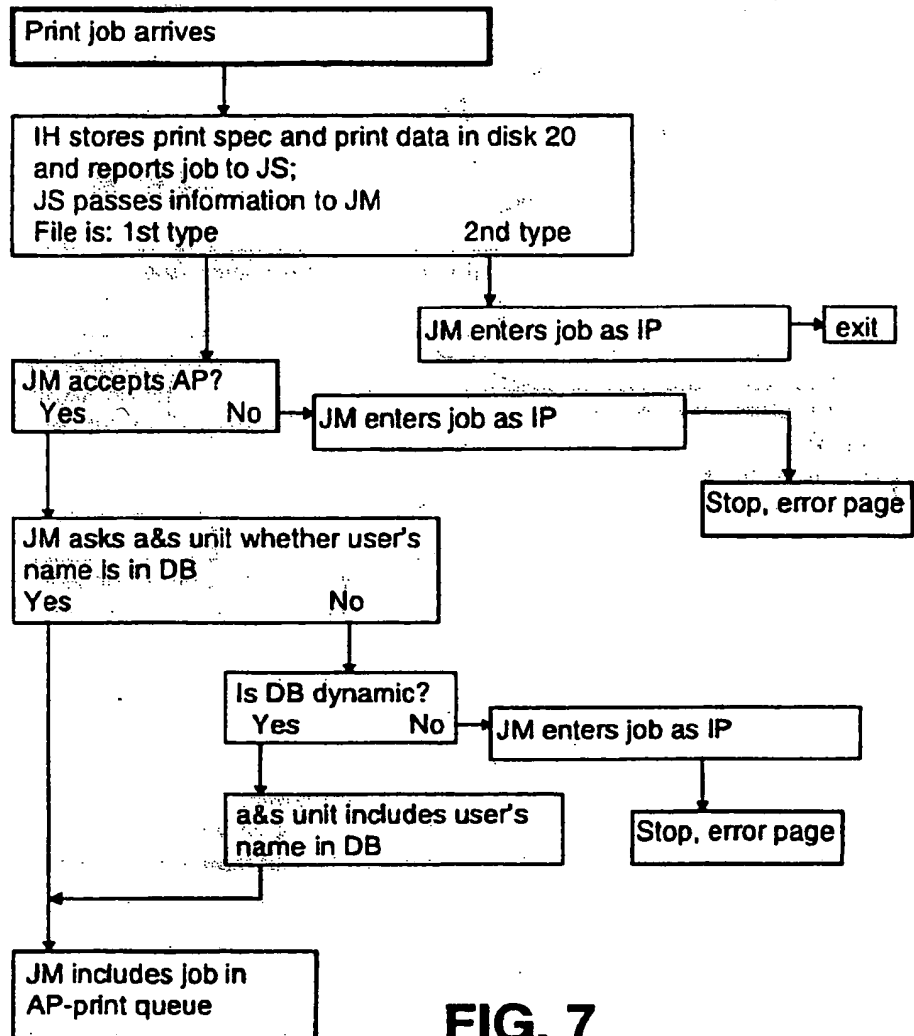 Print job arrives
IH stores print spec and print data in disk 20
and reports job to JS;
JS passes information to JM
File is: 1st type 2nd type
JM enters job as IP
exit
JM accepts AP?
Yes No
JM enters job as IP
Stop, error page
JM asks a&s unit whether user's
name is in DB
Yes No
Is DB dynamic?
Yes No
JM enters job as IP
a&s unit includes user's
name in DB
Stop, error page
JM includes job in
AP-print queue
FIG. 7